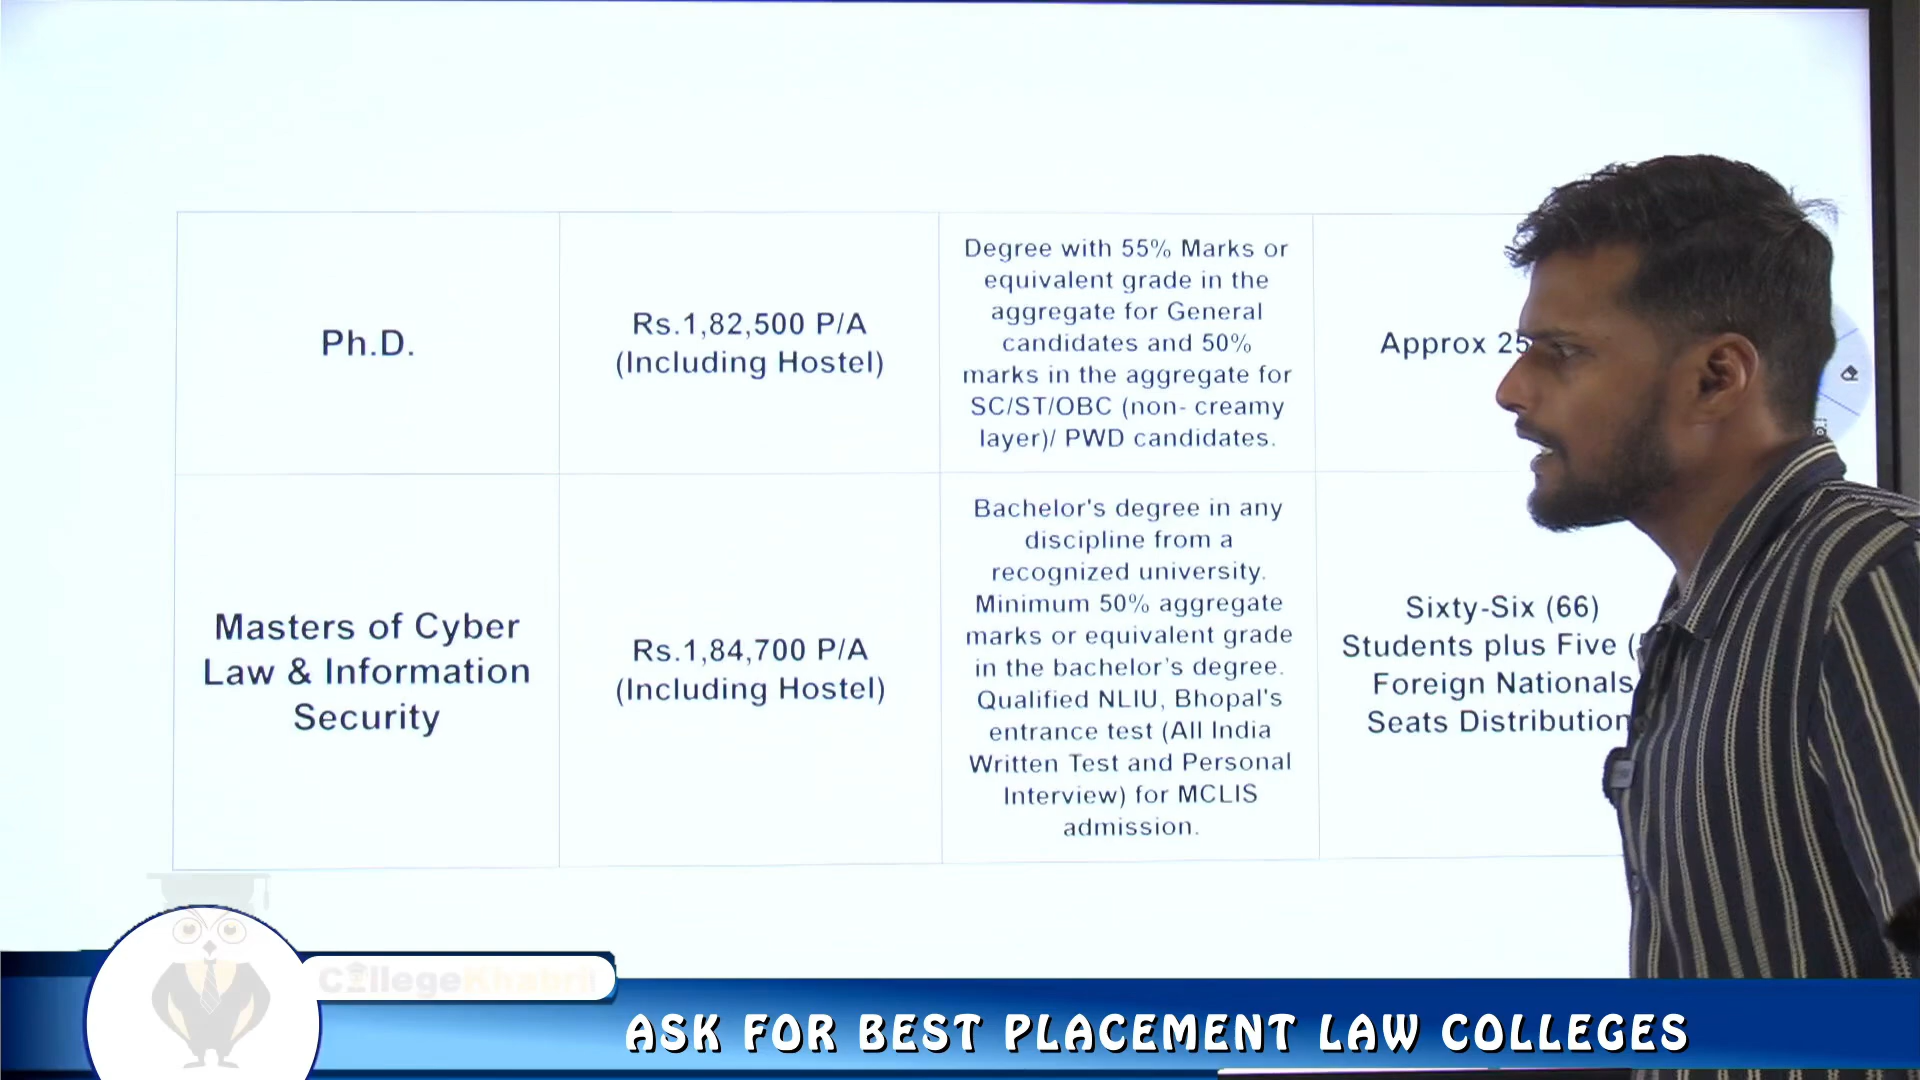 Ph.D.
Rs.1,82,500 P/A
(Including Hostel)
Degree with 55% Marks or
equivalent grade in the
aggregate for General
candidates and 50%
marks in the aggregate for
SC/ST/OBC (non- creamy
layer)/ PWD candidates.
Approx 25
Masters of Cyber
Law & Information
Security
Rs.1,84,700 P/A
(Including Hostel)
Bachelor's degree in any
discipline from a
recognized university.
Minimum 50% aggregate
marks or equivalent grade
in the bachelor’s degree.
Qualified NLIU, Bhopal's
entrance test (All India
Written Test and Personal
Interview) for MCLIS
admission.
Sixty-Six (66)
Students plus Five (
Foreign Nationals
Seats Distribution
CollegeKhabri
ASK FOR BEST PLACEMENT LAW COLLEGES